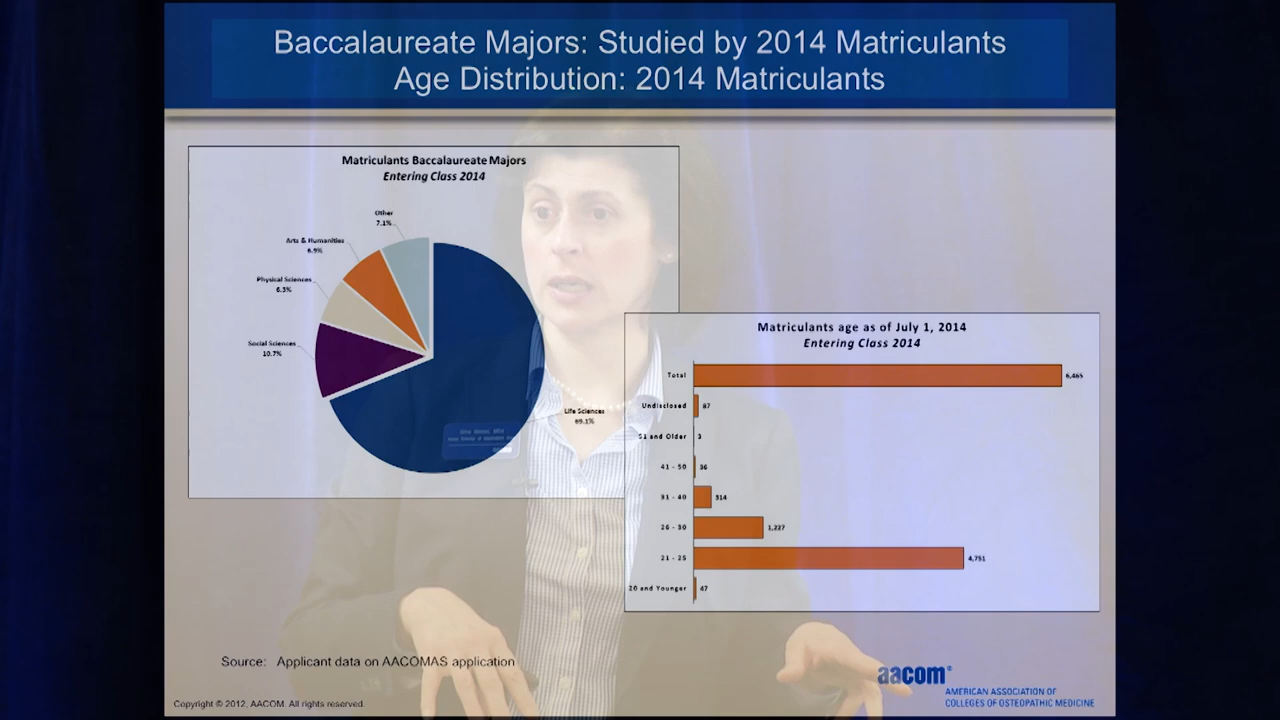 Baccalaureate Majors: Studied by 2014 Matriculants
Age Distribution: 2014 Matriculants
Matriculants Baccalaureate Majors
Entering Class 2014
Other
7.1%
Arts & Humanities
6.9%
Physical Sciences
6.3%
Social Sciences
10.7%
Life Sciences
69.1%
Matriculants age as of July 1, 2014
Entering Class 2014
Total 6,465
Undisclosed 87
51 and Older 3
41 - 50 36
31 - 40 314
26 - 30 1,227
21 - 25 4,751
20 and Younger 47
Source: Applicant data on AACOMAS application
Copyright © 2012, AACOM. All rights reserved.
aacom®
AMERICAN ASSOCIATION OF
COLLEGES OF OSTEOPATHIC MEDICINE